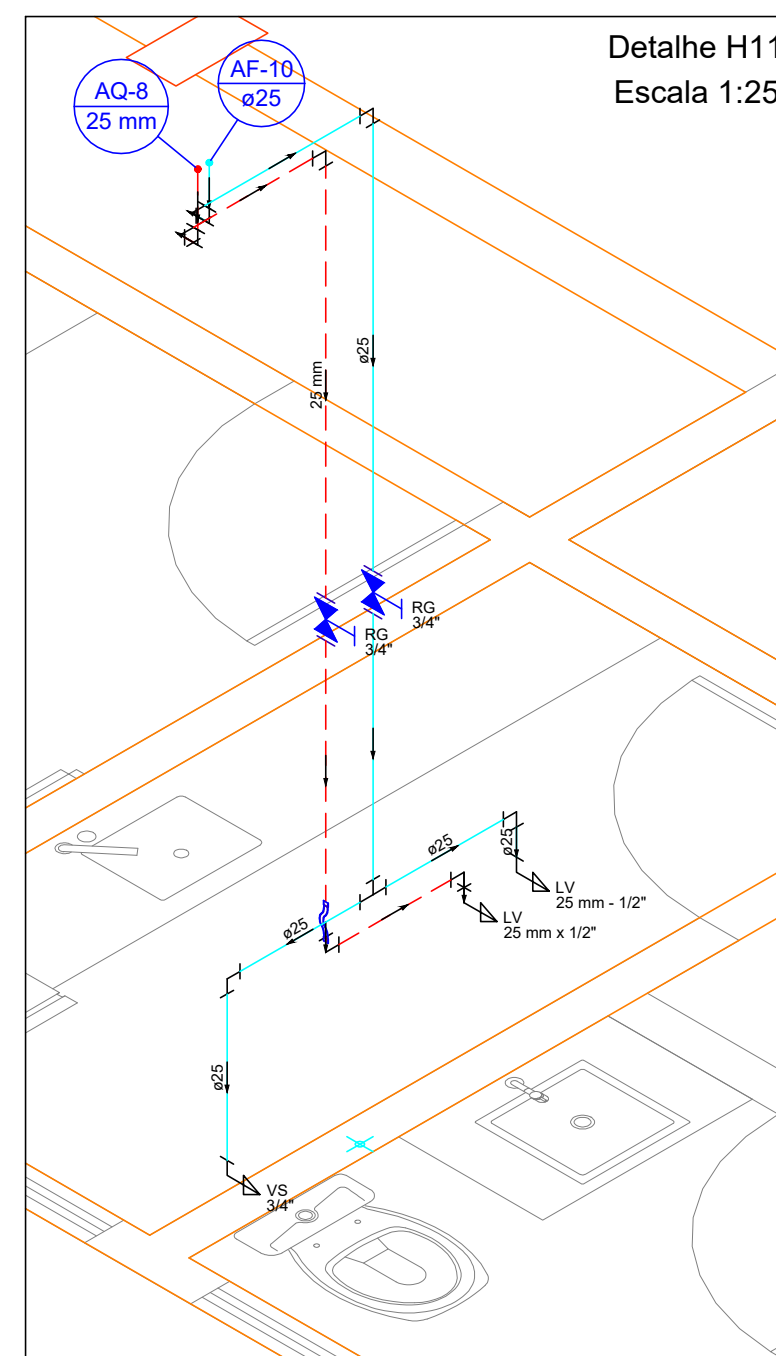 Detalhe H11
Escala 1:25
AQ-8
25 mm
AF-10
ø25
ø25
25 mm
RG
3/4"
RG
3/4"
ø25
ø25
LV
25 mm - 1/2"
LV
25 mm x 1/2"
ø25
ø25
VS
3/4"